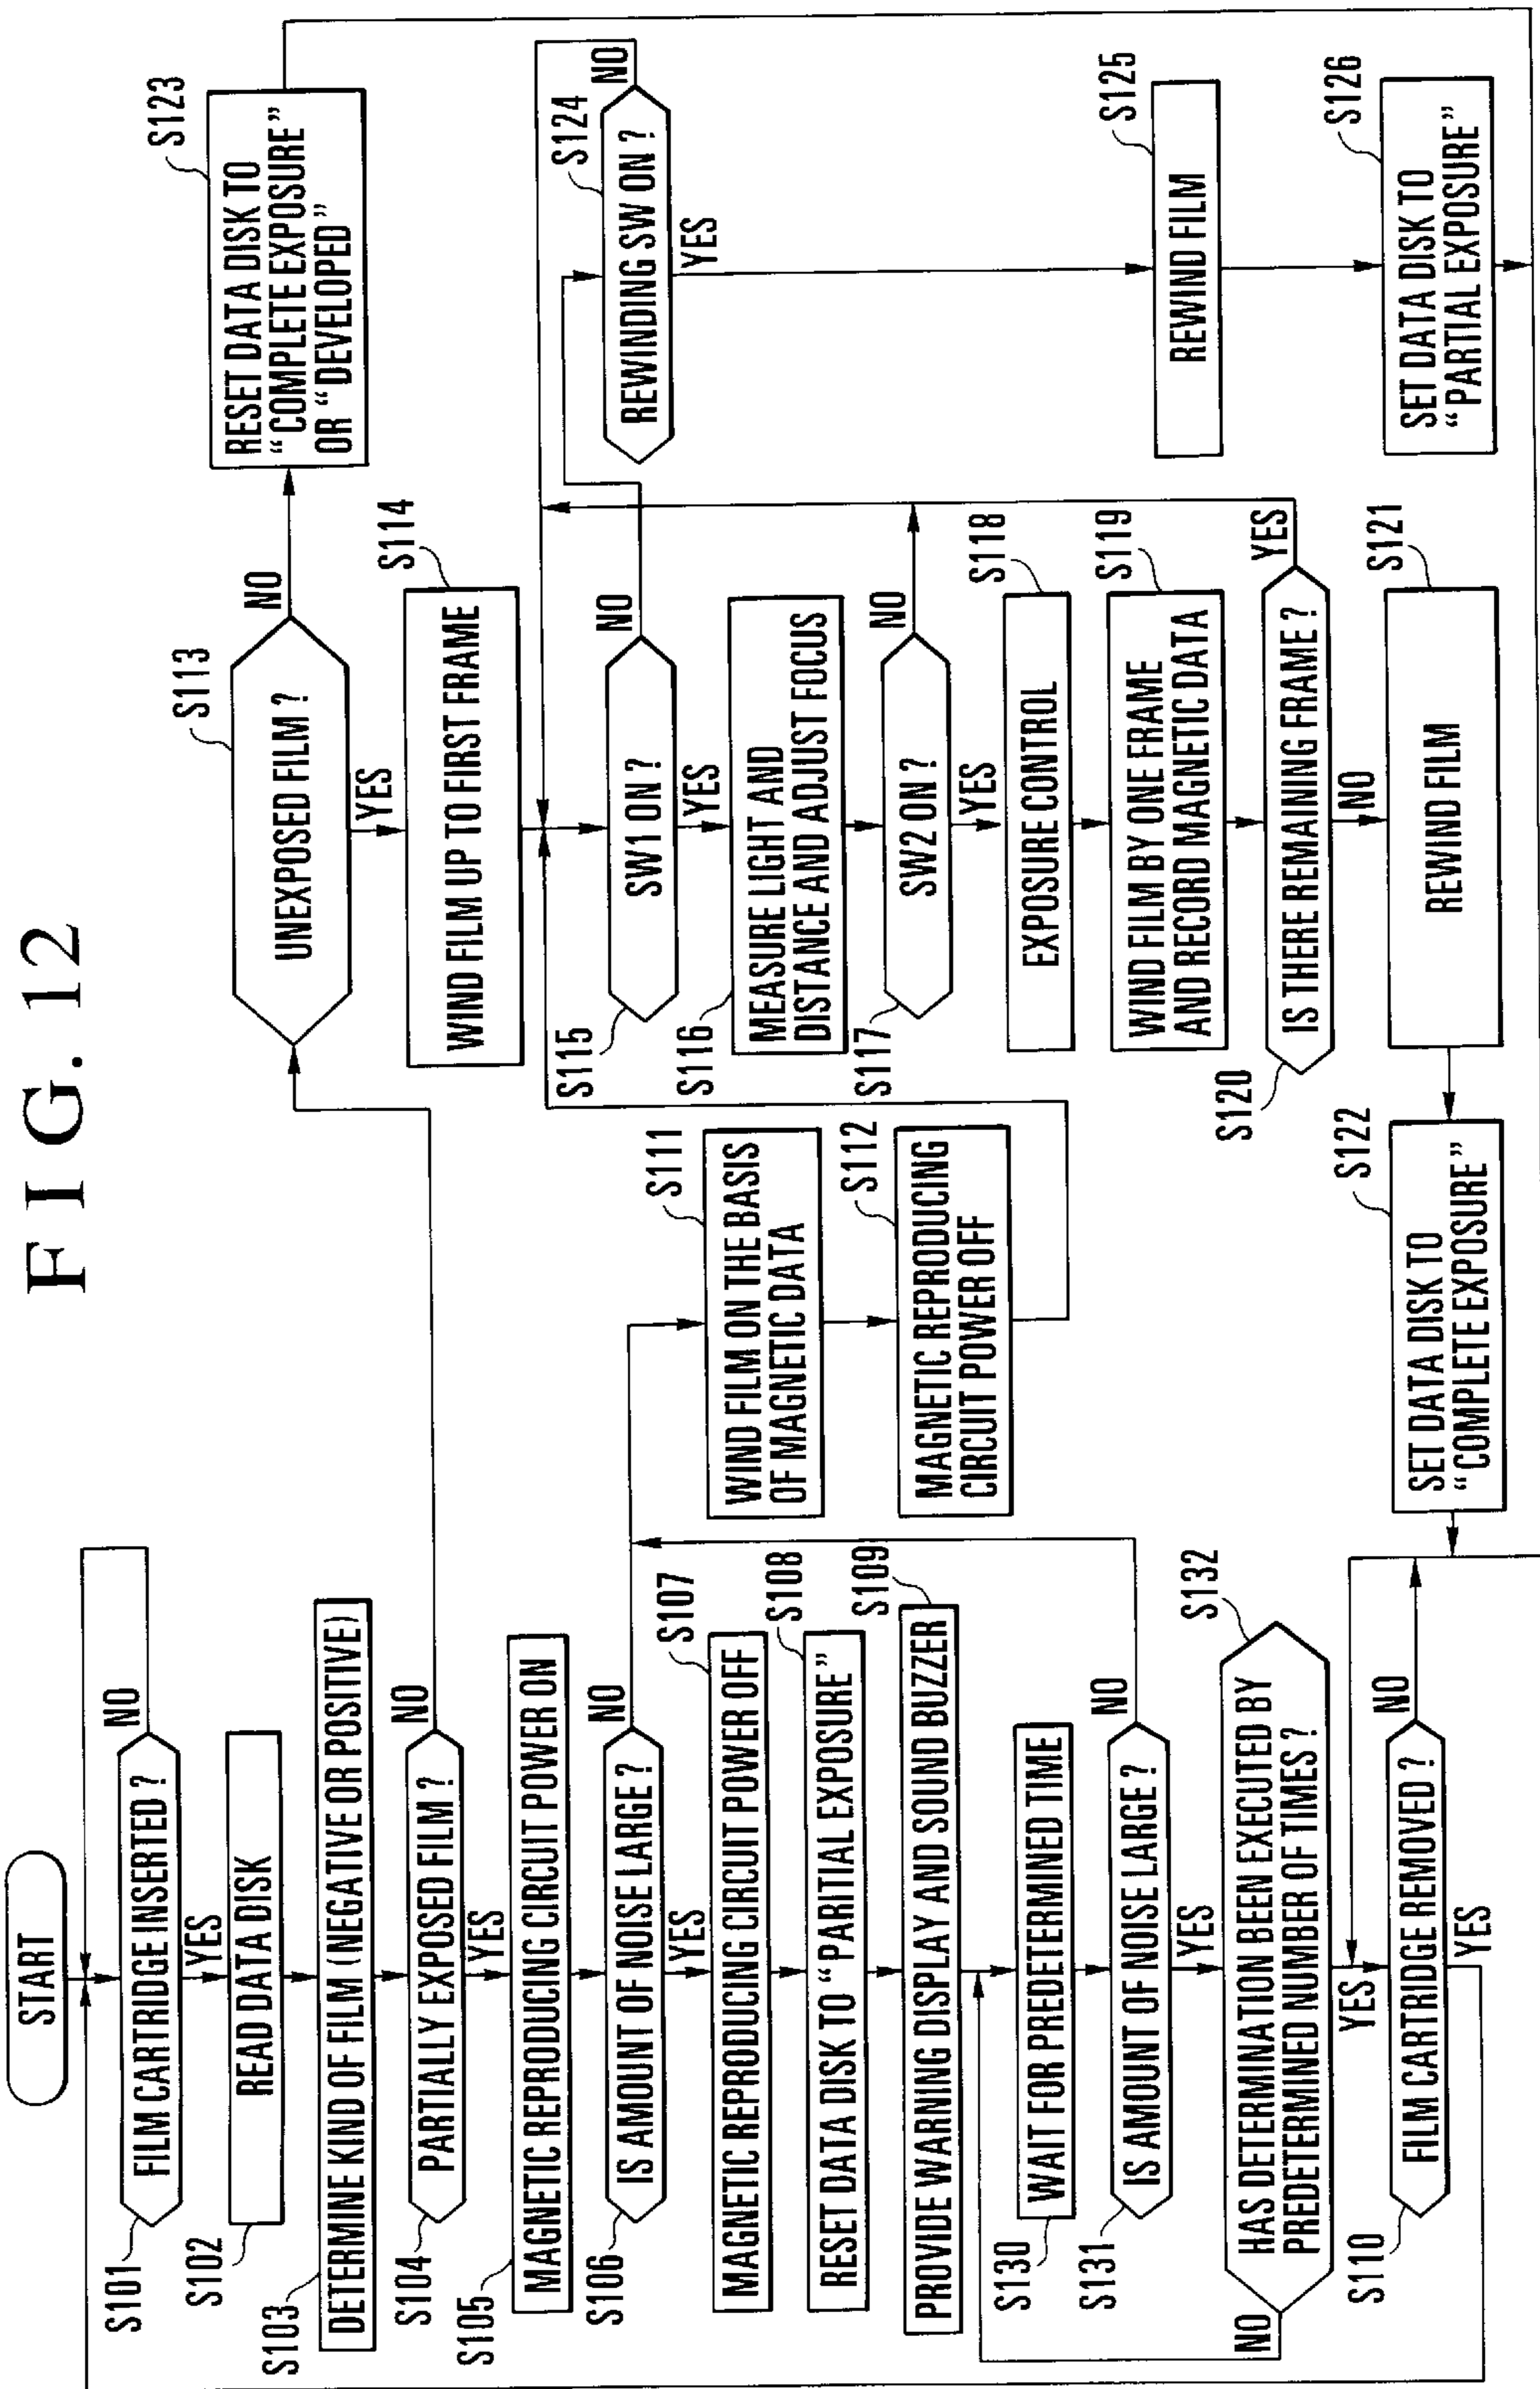 FIG. 12
START
S101
FILM CARTRIDGE INSERTED ?
NO
YES
S102
READ DATA DISK
S103
DETERMINE KIND OF FILM (NEGATIVE OR POSITIVE)
S104
PARTIALLY EXPOSED FILM ?
NO
YES
S105
MAGNETIC REPRODUCING CIRCUIT POWER ON
S106
IS AMOUNT OF NOISE LARGE ?
NO
YES
S107
MAGNETIC REPRODUCING CIRCUIT POWER OFF
S108
RESET DATA DISK TO “PARITAL EXPOSURE”
S109
PROVIDE WARNING DISPLAY AND SOUND BUZZER
S130
WAIT FOR PREDETERMINED TIME
S131
IS AMOUNT OF NOISE LARGE ?
NO
YES
S132
HAS DETERMINATION BEEN EXECUTED BY
PREDETERMINED NUMBER OF TIMES ?
NO
YES
S110
FILM CARTRIDGE REMOVED ?
NO
YES
S111
WIND FILM ON THE BASIS
OF MAGNETIC DATA
S112
MAGNETIC REPRODUCING
CIRCUIT POWER OFF
S113
UNEXPOSED FILM ?
NO
YES
S114
WIND FILM UP TO FIRST FRAME
S115
SW1 ON ?
NO
YES
S116
MEASURE LIGHT AND
DISTANCE AND ADJUST FOCUS
S117
SW2 ON ?
NO
YES
S118
EXPOSURE CONTROL
S119
WIND FILM BY ONE FRAME
AND RECORD MAGNETIC DATA
S120
IS THERE REMAINING FRAME ?
YES
NO
S121
REWIND FILM
S122
SET DATA DISK TO
“COMPLETE EXPOSURE”
S123
RESET DATA DISK TO
“COMPLETE EXPOSURE”
OR “DEVELOPED”
S124
REWINDING SW ON ?
NO
YES
S125
REWIND FILM
S126
SET DATA DISK TO
“PARTIAL EXPOSURE”